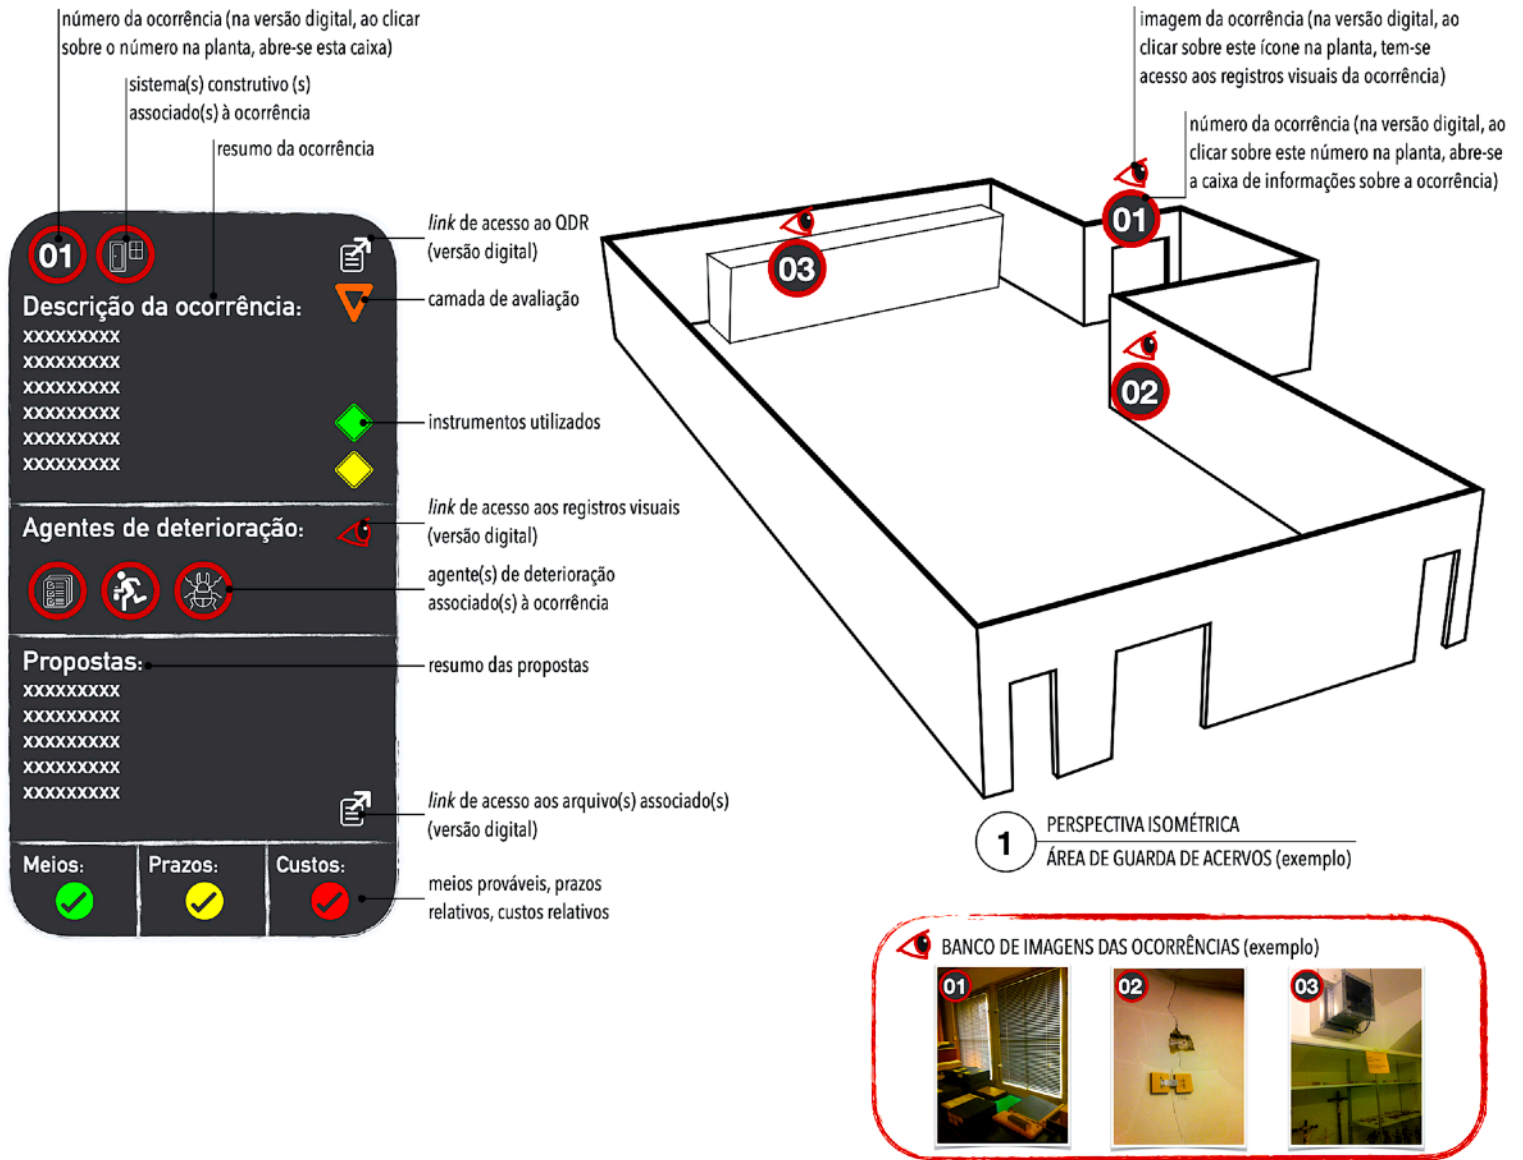 número da ocorrência (na versão digital, ao clicar
sobre o número na planta, abre-se esta caixa)
sistema(s) construtivo (s)
associado(s) à ocorrência
resumo da ocorrência
01
link de acesso ao QDR
(versão digital)
Descrição da ocorrência:
camada de avaliação
xxxxxxxxx
xxxxxxxxx
xxxxxxxxx
xxxxxxxxx
xxxxxxxxx
xxxxxxxxx
instrumentos utilizados
Agentes de deterioração:
link de acesso aos registros visuais
(versão digital)
agente(s) de deterioração
associado(s) à ocorrência
Propostas:
resumo das propostas
xxxxxxxxx
xxxxxxxxx
xxxxxxxxx
xxxxxxxxx
xxxxxxxxx
link de acesso aos arquivo(s) associado(s)
(versão digital)
Meios:
Prazos:
Custos:
meios prováveis, prazos
relativos, custos relativos
imagem da ocorrência (na versão digital, ao
clicar sobre este ícone na planta, tem-se
acesso aos registros visuais da ocorrência)
número da ocorrência (na versão digital, ao
clicar sobre este número na planta, abre-se
a caixa de informações sobre a ocorrência)
01
03
02
1
PERSPECTIVA ISOMÉTRICA
ÁREA DE GUARDA DE ACERVOS (exemplo)
BANCO DE IMAGENS DAS OCORRÊNCIAS (exemplo)
01
02
03